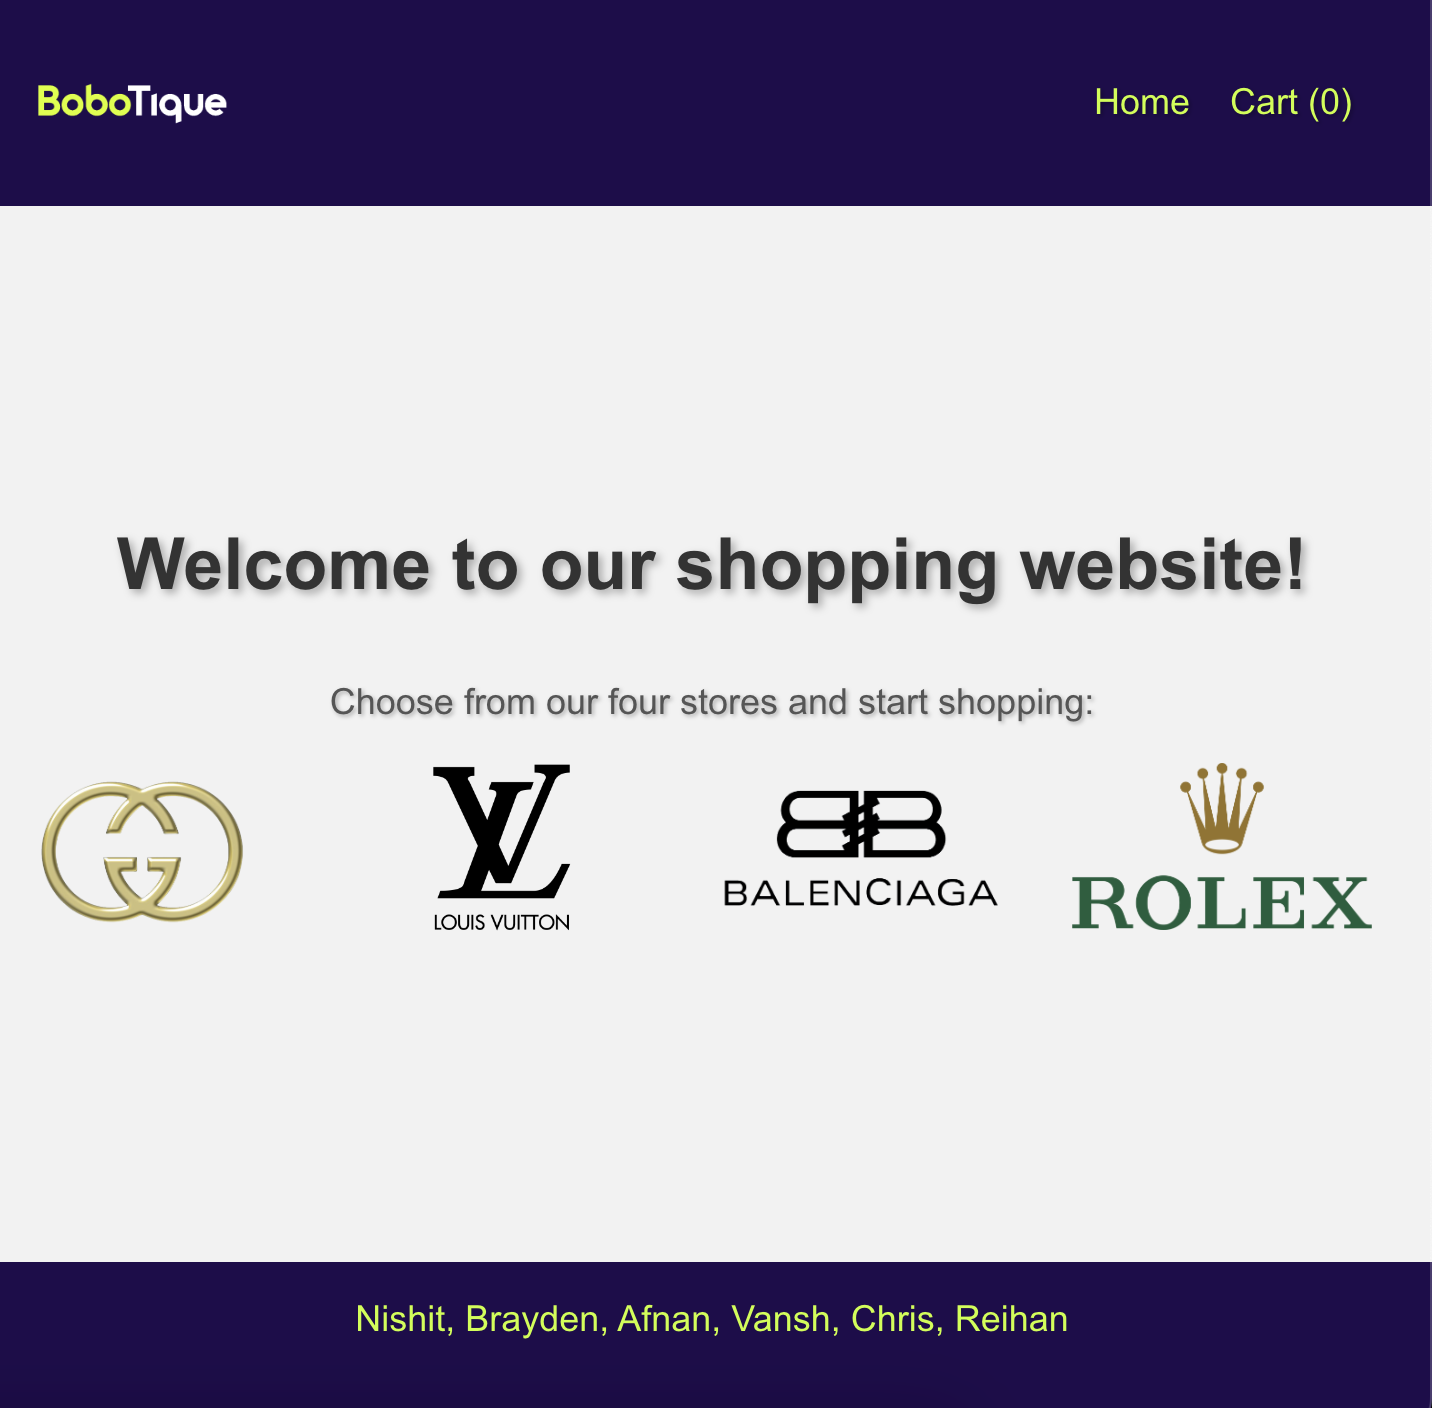 BoboTique
Home Cart (0)
Welcome to our shopping website!
Choose from our four stores and start shopping:
LOUIS VUITTON
BALENCIAGA
ROLEX
Nishit, Brayden, Afnan, Vansh, Chris, Reihan